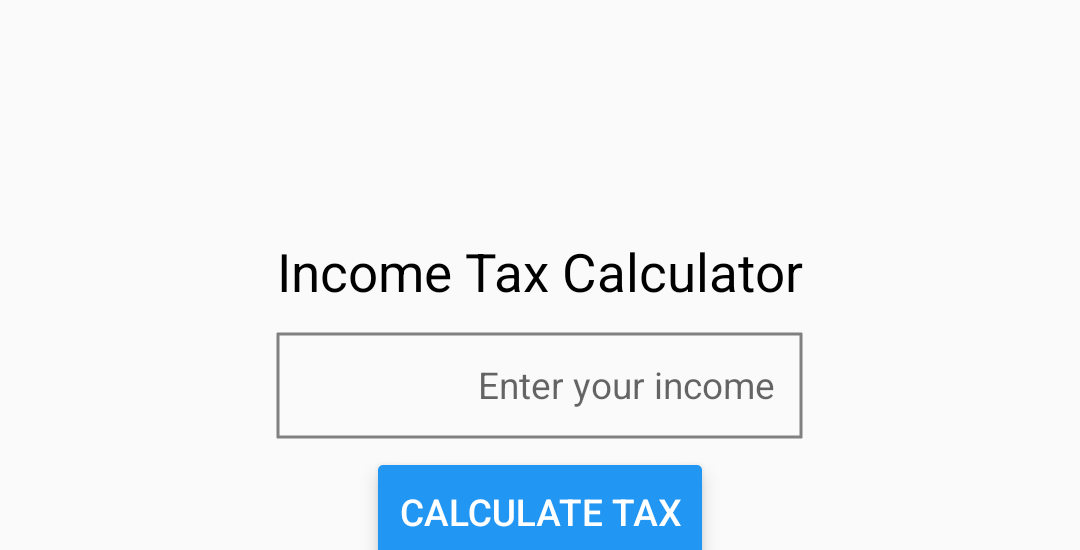 Income Tax Calculator
Enter your income
CALCULATE TAX